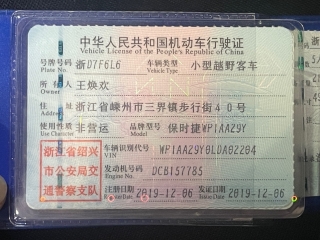 中华人民共和国机动车行驶证
Vehicle License of the People's Republic of China
号牌号码 浙D7F6L6 车辆类型 小型越野客车
Plate No. Vehicle Type
所有人 王焕欢
Owner
住址 浙江省嵊州市三界镇步行街40号
Address
使用性质 非营运 品牌型号 保时捷WP1AAZ9Y
Use Character Model
浙江省绍兴
市公安局交
通警察支队
车辆识别代号 WP1AAZ9Y0LDA02204
VIN
发动机号码 DCB157785
Engine No.
注册日期 2019-12-06 发证日期 2019-12-06
Register Date Issue Date